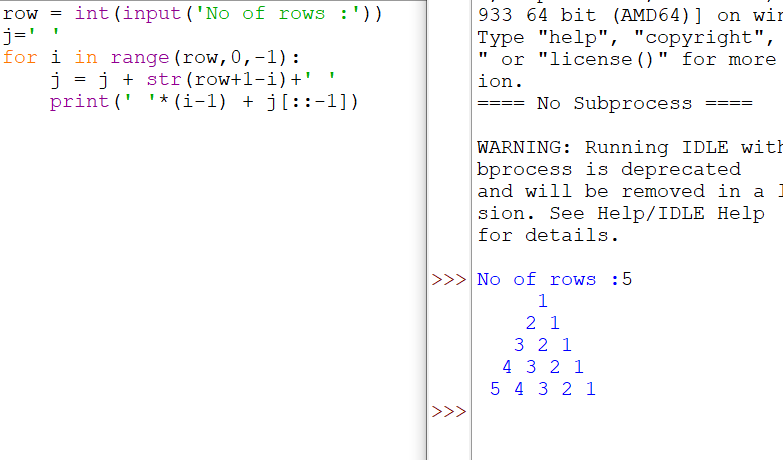 row = int(input('No of rows :'))
j=' '
for i in range(row,0,-1):
    j = j + str(row+1-i)+' '
    print(' '*(i-1) + j[::-1])
933 64 bit (AMD64)] on
Type "help", "copyright",
" or "license()" for more
ion.
==== No Subprocess ====
WARNING: Running IDLE
bprocess is deprecated
and will be removed in a
sion. See Help/IDLE Help
for details.
>>> No of rows :5
1
2 1
3 2 1
4 3 2 1
5 4 3 2 1
>>>